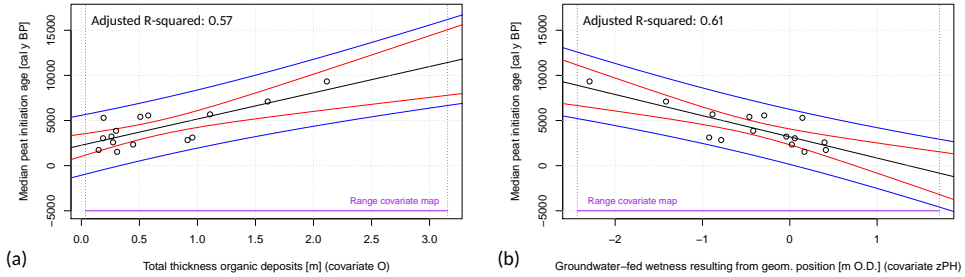 Adjusted R-squared: 0.57
Median peat initiation age [cal y BP]
15000
10000
5000
0
−5000
Range covariate map
0.0 0.5 1.0 1.5 2.0 2.5 3.0
(a)
Total thickness organic deposits [m] (covariate O)
Adjusted R-squared: 0.61
Median peat initiation age [cal y BP]
15000
10000
5000
0
−5000
Range covariate map
−2 −1 0 1
(b)
Groundwater−fed wetness resulting from geom. position [m O.D.] (covariate zPH)